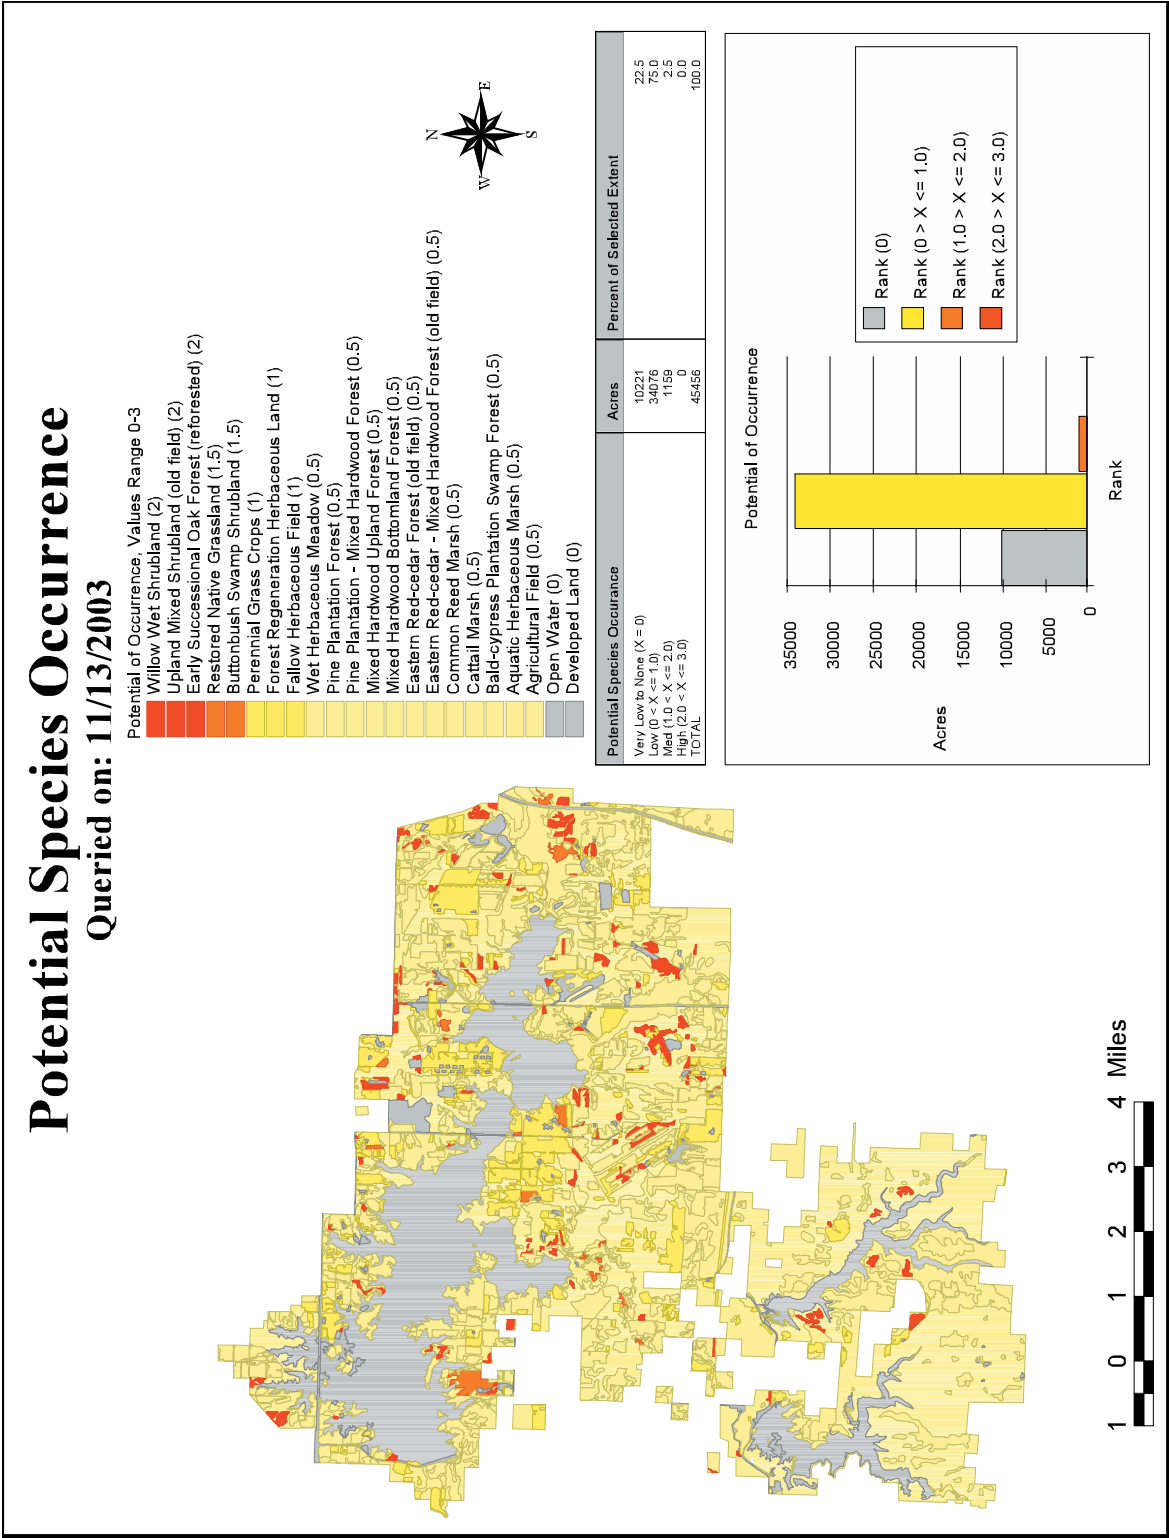 Potential Species Occurrence
Queried on: 11/13/2003
Potential of Occurrence, Values Range 0-3
Willow Wet Shrubland (2)
Upland Mixed Shrubland (old field) (2)
Early Successional Oak Forest (reforested) (2)
Restored Native Grassland (1.5)
Buttonbush Swamp Shrubland (1.5)
Perennial Grass Crops (1)
Forest Regeneration Herbaceous Land (1)
Fallow Herbaceous Field (1)
Wet Herbaceous Meadow (0.5)
Pine Plantation Forest (0.5)
Pine Plantation - Mixed Hardwood Forest (0.5)
Mixed Hardwood Upland Forest (0.5)
Mixed Hardwood Bottomland Forest (0.5)
Eastern Red-cedar Forest (old field) (0.5)
Eastern Red-cedar - Mixed Hardwood Forest (old field) (0.5)
Common Reed Marsh (0.5)
Cattail Marsh (0.5)
Bald-cypress Plantation Swamp Forest (0.5)
Aquatic Herbaceous Marsh (0.5)
Agricultural Field (0.5)
Open Water (0)
Developed Land (0)
N
W E
S
Potential Species Occurance Acres Percent of Selected Extent
Very Low to None (X = 0) 10221 22.5
Low (0 < X <= 1.0) 34076 75.0
Med (1.0 < X <= 2.0) 1159 2.5
High (2.0 < X <= 3.0) 0 0.0
TOTAL 45456 100.0
Potential of Occurrence
35000
30000
25000
20000
15000
10000
5000
0
Acres
Rank
Rank (0)
Rank (0 > X <= 1.0)
Rank (1.0 > X <= 2.0)
Rank (2.0 > X <= 3.0)
1 0 1 2 3 4 Miles